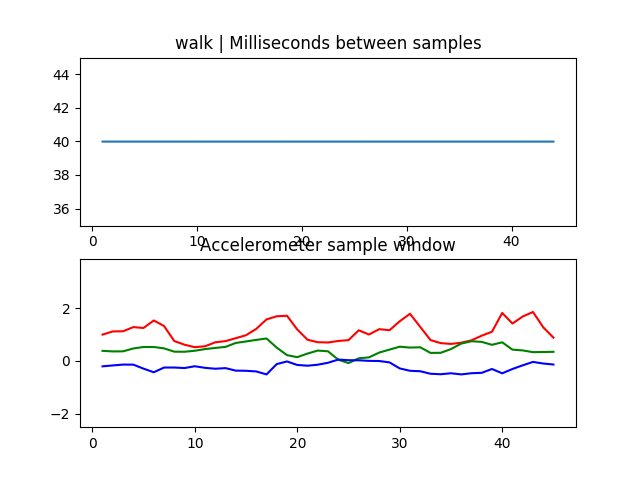 walk | Milliseconds between samples
44
42
40
38
36
0 10 20 30 40
Accelerometer sample window
2
0
−2
0 10 20 30 40